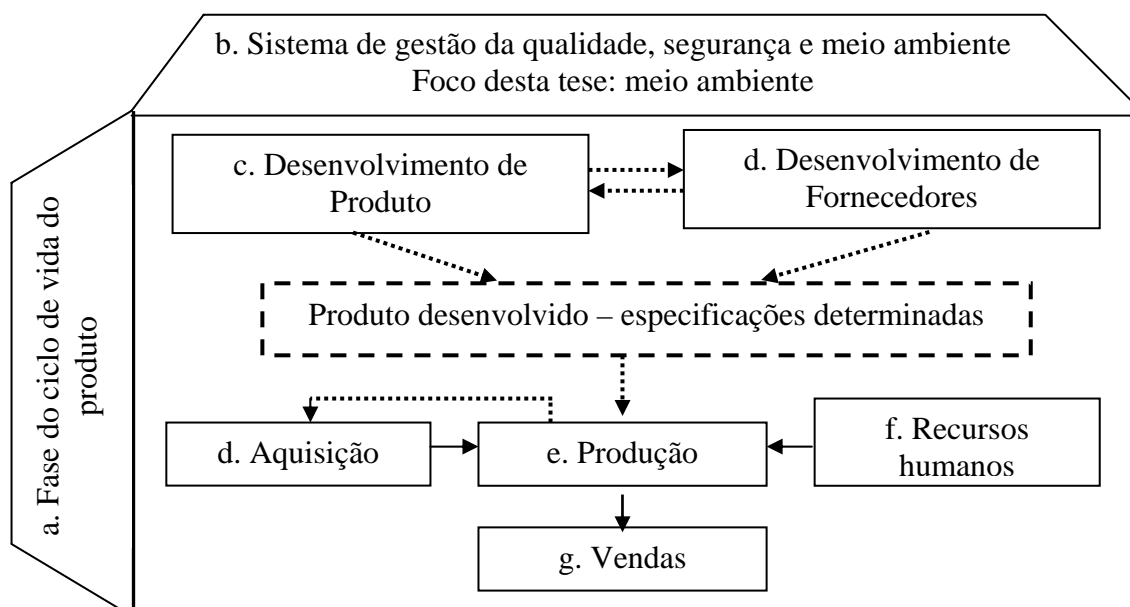 b. Sistema de gestão da qualidade, segurança e meio ambiente
Foco desta tese: meio ambiente
a. Fase do ciclo de vida do
produto
c. Desenvolvimento de
Produto
d. Desenvolvimento de
Fornecedores
Produto desenvolvido – especificações determinadas
d. Aquisição
e. Produção
f. Recursos
humanos
g. Vendas